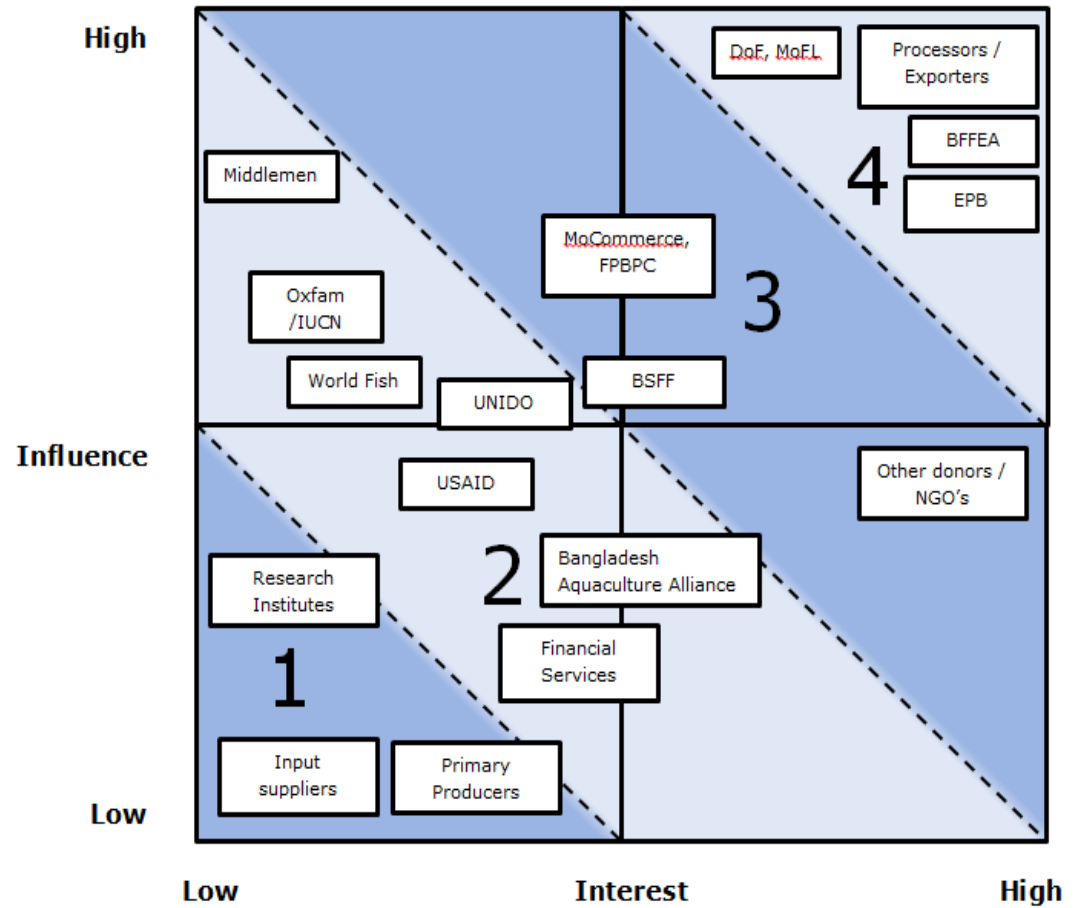 High
DoF, MoFL
Processors /
Exporters
BFFEA
Middlemen
4
EPB
MoCommerce,
FPBPC
3
Oxfam
/IUCN
World Fish
UNIDO
BSFF
Influence
USAID
Other donors /
NGO’s
Research
Institutes
2
Bangladesh
Aquaculture Alliance
Financial
Services
1
Input
suppliers
Primary
Producers
Low
Low
Interest
High